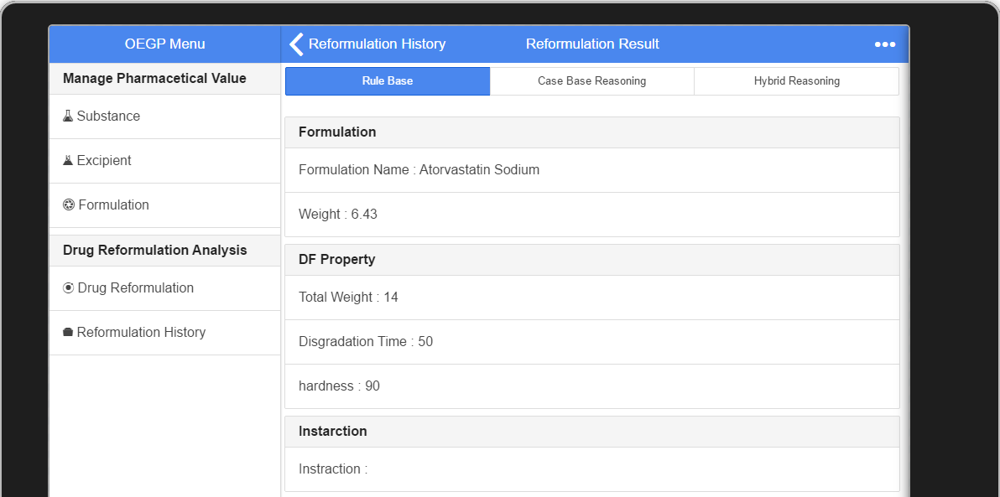 OEGP Menu
Manage Pharmacetical Value
Substance
Excipient
Formulation
Drug Reformulation Analysis
Drug Reformulation
Reformulation History
Reformulation History
Reformulation Result
Rule Base
Case Base Reasoning
Hybrid Reasoning
Formulation
Formulation Name : Atorvastatin Sodium
Weight : 6.43
DF Property
Total Weight : 14
Disgradation Time : 50
hardness : 90
Instarction
Instraction :